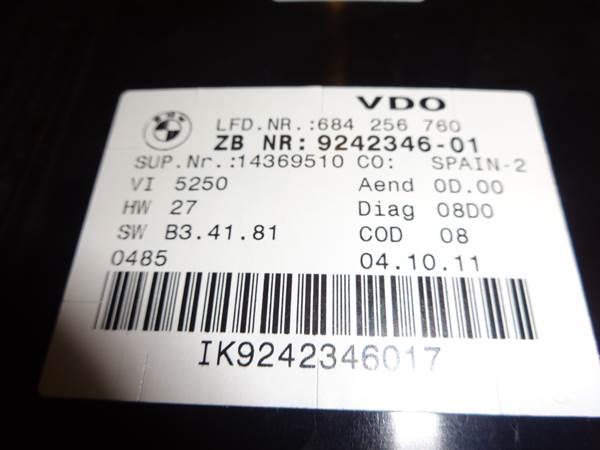 VDO
BMW
LFD.NR.:684 256 760
ZB NR: 9242346-01
SUP.Nr.:14369510 CO: SPAIN-2
VI 5250 Aend 0D.00
HW 27 Diag 08D0
SW B3.41.81 COD 08
0485 04.10.11
IK9242346017